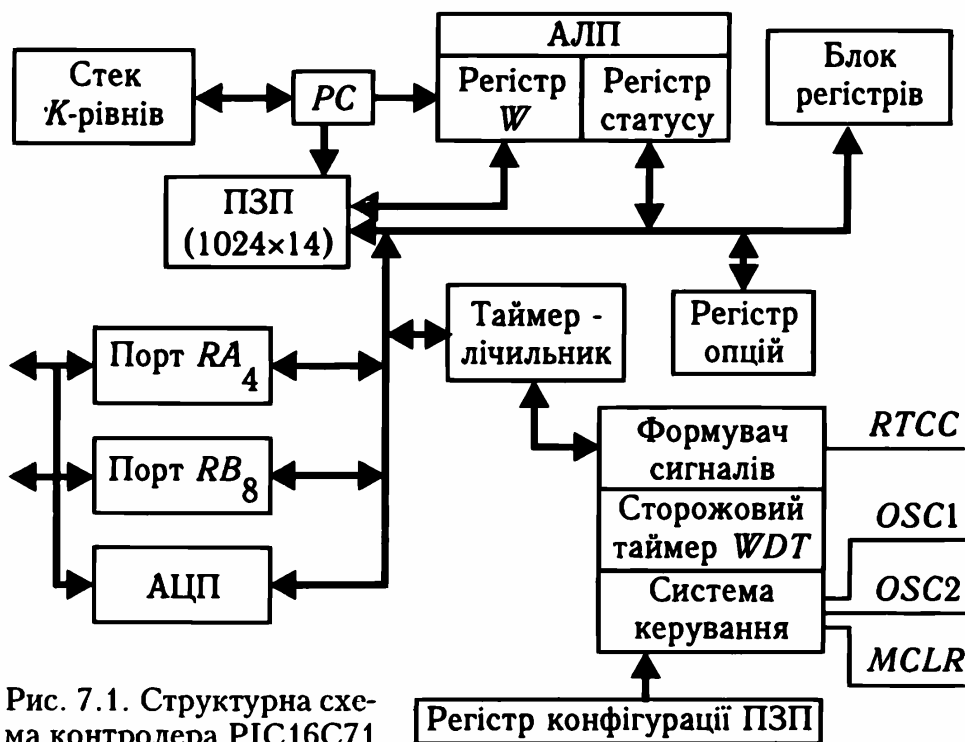 АЛП
Стек
К-рівнів
PC
Регістр
W
Регістр
статусу
Блок
регістрів
ПЗП
(1024×14)
Таймер -
лічильник
Регістр
опцій
Порт RA4
Порт RB8
АЦП
Формувач
сигналів
Сторожовий
таймер WDT
Система
керування
RTCC
OSC1
OSC2
MCLR
Регістр конфігурації ПЗП
Рис. 7.1. Структурна схе-
ма контролера PIC16C71